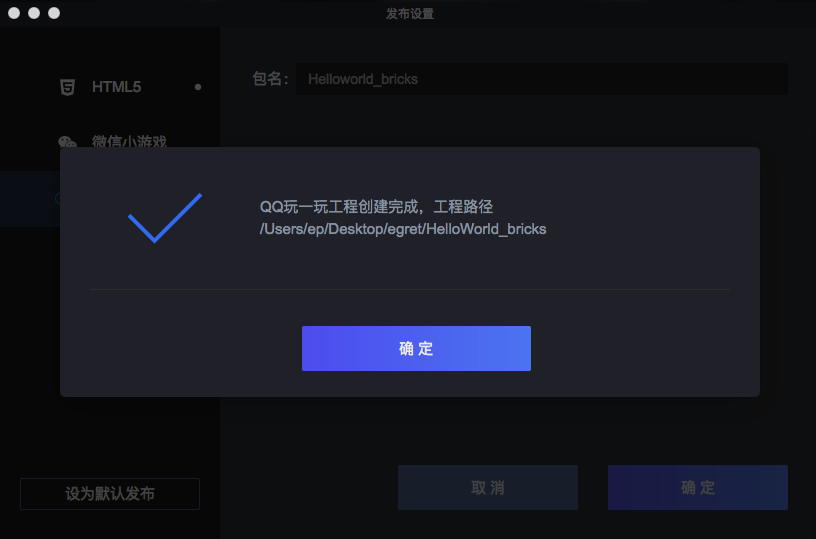 发布设置
HTML5
包名：
Helloworld_bricks
微信小游戏
QQ玩一玩工程创建完成，工程路径
/Users/ep/Desktop/egret/HelloWorld_bricks
确 定
设为默认发布
取 消
确 定